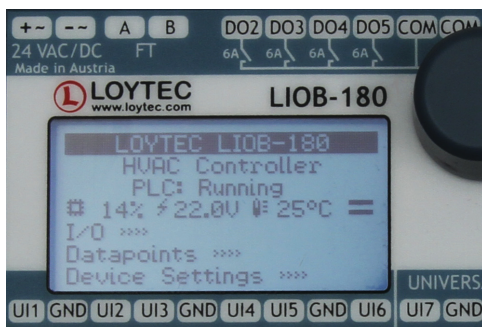 +~ -~ A B DO2 DO3 DO4 DO5 COM COM
24 VAC/DC FT 6A 6A 6A 6A
Made in Austria
L LOYTEC
www.loytec.com
LIOB-180
LOYTEC LIOB-180
HVAC Controller
PLC: Running
14% 22.0V 25°C
I/O »»
Datapoints »»
Device Settings »»
UNIVERS
UI1 GND UI2 UI3 GND UI4 UI5 GND UI6 UI7 GND